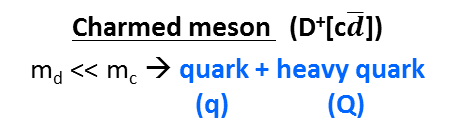 Charmed meson (D⁺[cd̅])
m_d << m_c → quark + heavy quark
(q) (Q)